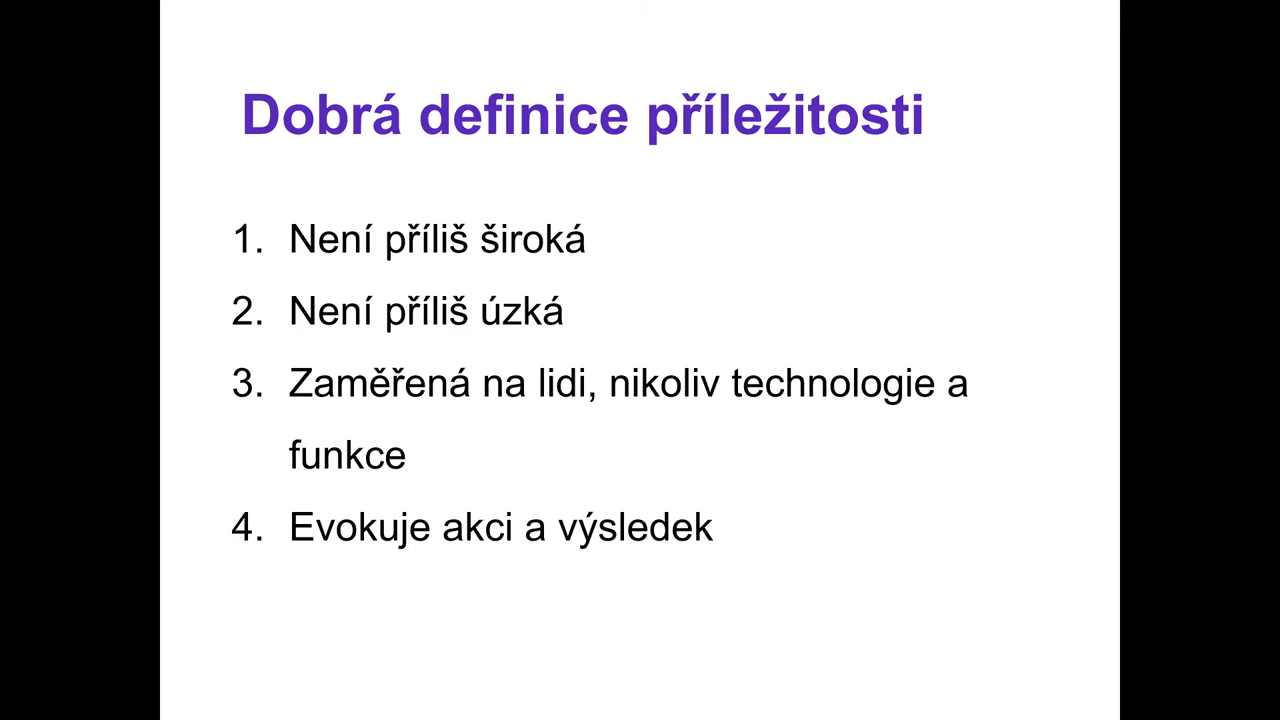 Dobrá definice příležitosti
1. Není příliš široká
2. Není příliš úzká
3. Zaměřená na lidi, nikoliv technologie a
funkce
4. Evokuje akci a výsledek